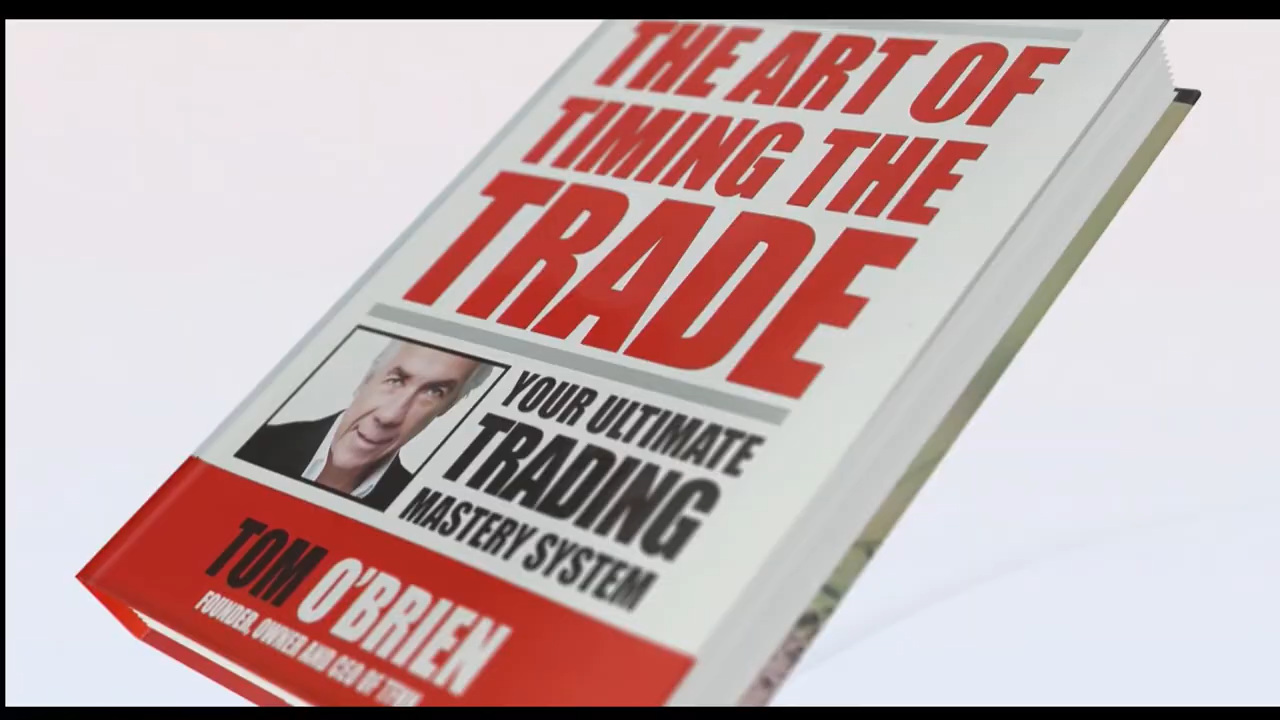 THE ART OF
TIMING THE
TRADE
YOUR ULTIMATE
TRADING
MASTERY SYSTEM
TOM O'BRIEN
FOUNDER, OWNER AND CEO OF